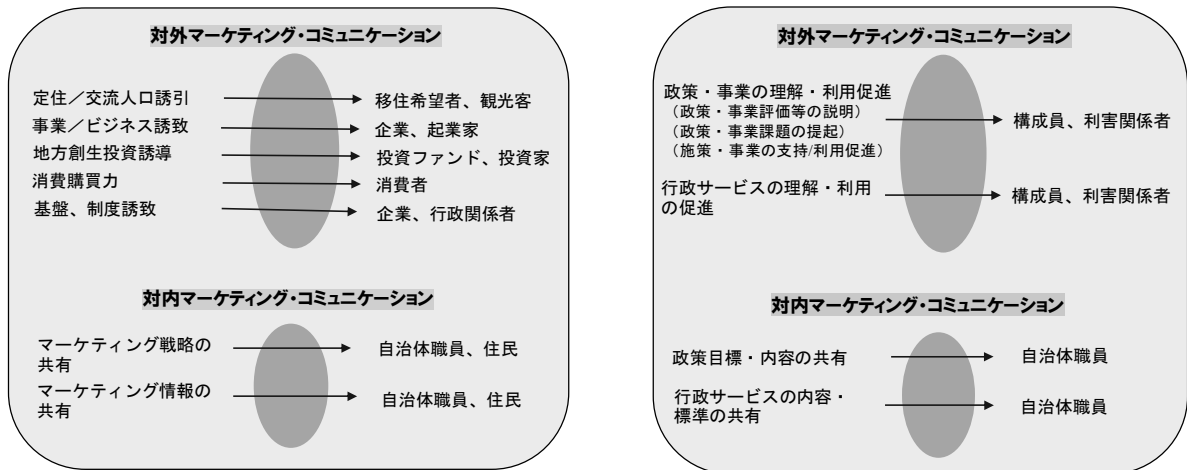 対外マーケティング・コミュニケーション
定住／交流人口誘引
移住希望者、観光客
事業／ビジネス誘致
企業、起業家
地方創生投資誘導
投資ファンド、投資家
消費購買力
消費者
基盤、制度誘致
企業、行政関係者
対内マーケティング・コミュニケーション
マーケティング戦略の
共有
自治体職員、住民
マーケティング情報の
共有
自治体職員、住民
対外マーケティング・コミュニケーション
政策・事業の理解・利用促進
（政策・事業評価等の説明）
（政策・事業課題の提起）
（施策・事業の支持/利用促進）
構成員、利害関係者
行政サービスの理解・利用
の促進
構成員、利害関係者
対内マーケティング・コミュニケーション
政策目標・内容の共有
自治体職員
行政サービスの内容・
標準の共有
自治体職員